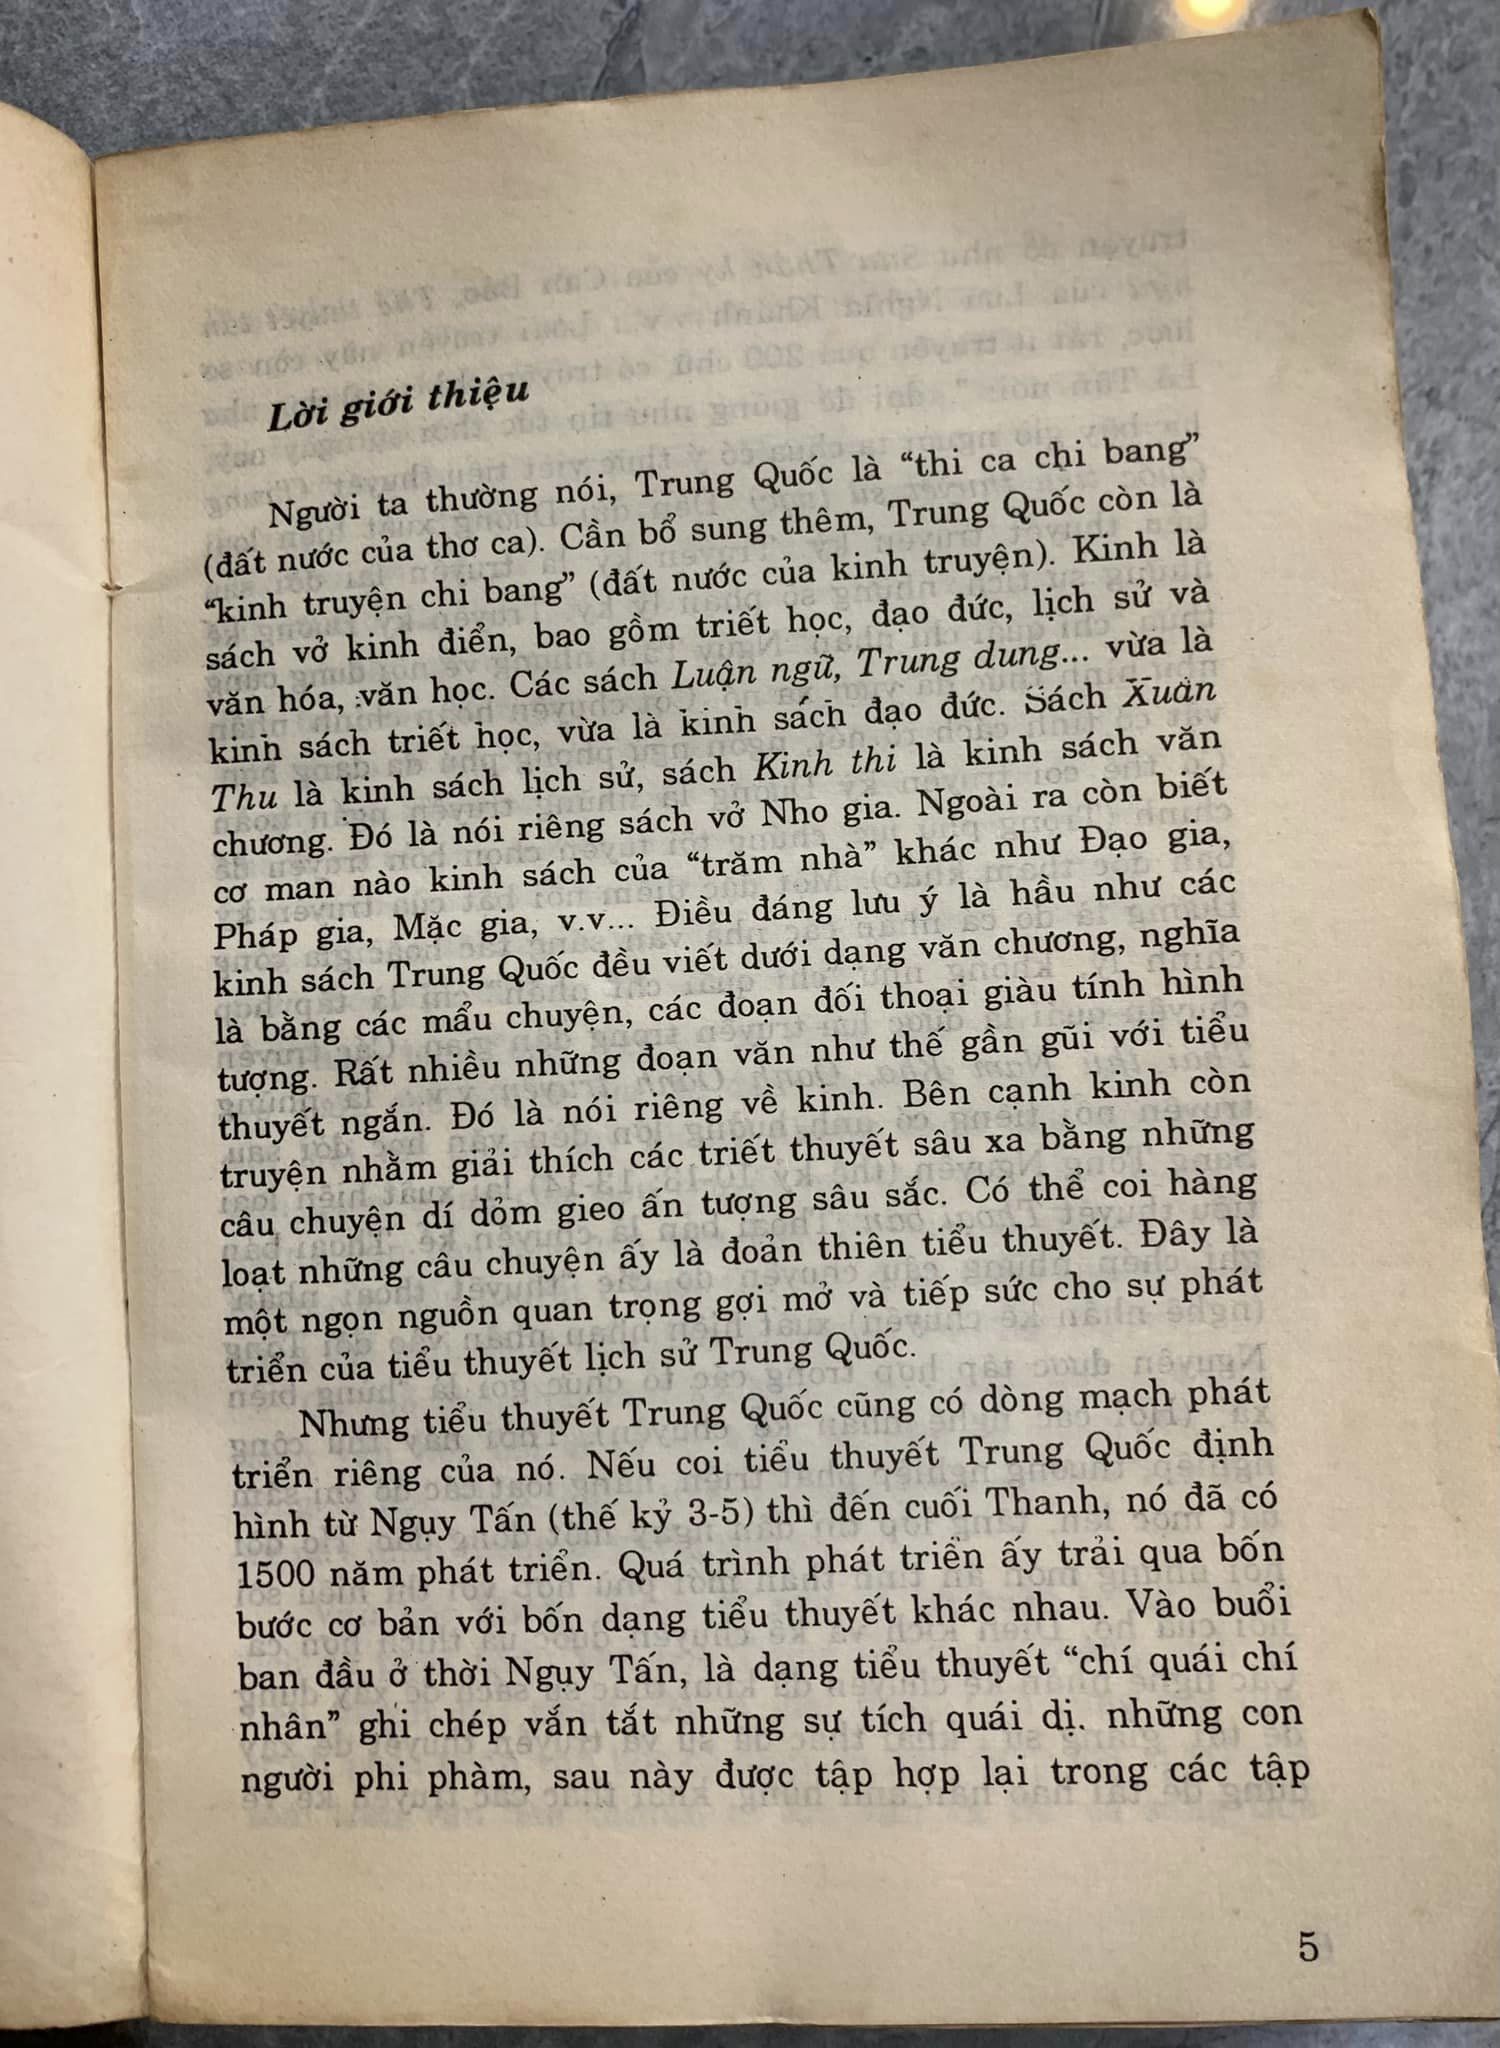 Lời giới thiệu
Người ta thường nói, Trung Quốc là “thi ca chi bang”
(đất nước của thơ ca). Cần bổ sung thêm, Trung Quốc còn là
“kinh truyện chi bang” (đất nước của kinh truyện). Kinh là
sách vở kinh điển, bao gồm triết học, đạo đức, lịch sử và
văn hóa, văn học. Các sách Luận ngữ, Trung dung... vừa là
kinh sách triết học, vừa là kinh sách đạo đức. Sách Xuân
Thu là kinh sách lịch sử, sách Kinh thi là kinh sách văn
chương. Đó là nói riêng sách vở Nho gia. Ngoài ra còn biết
cơ man nào kinh sách của “trăm nhà” khác như Đạo gia,
Pháp gia, Mặc gia, v.v... Điều đáng lưu ý là hầu như các
kinh sách Trung Quốc đều viết dưới dạng văn chương, nghĩa
là bằng các mẩu chuyện, các đoạn đối thoại giàu tính hình
tượng. Rất nhiều những đoạn văn như thế gần gũi với tiểu
thuyết ngắn. Đó là nói riêng về kinh. Bên cạnh kinh còn
truyện nhằm giải thích các triết thuyết sâu xa bằng những
câu chuyện dí dỏm gieo ấn tượng sâu sắc. Có thể coi hàng
loạt những câu chuyện ấy là đoản thiên tiểu thuyết. Đây là
một ngọn nguồn quan trọng gợi mở và tiếp sức cho sự phát
triển của tiểu thuyết lịch sử Trung Quốc.
Nhưng tiểu thuyết Trung Quốc cũng có dòng mạch phát
triển riêng của nó. Nếu coi tiểu thuyết Trung Quốc định
hình từ Ngụy Tấn (thế kỷ 3-5) thì đến cuối Thanh, nó đã có
1500 năm phát triển. Quá trình phát triển ấy trải qua bốn
bước cơ bản với bốn dạng tiểu thuyết khác nhau. Vào buổi
ban đầu ở thời Ngụy Tấn, là dạng tiểu thuyết “chí quái chí
nhân” ghi chép vắn tắt những sự tích quái dị. những con
người phi phàm, sau này được tập hợp lại trong các tập
5